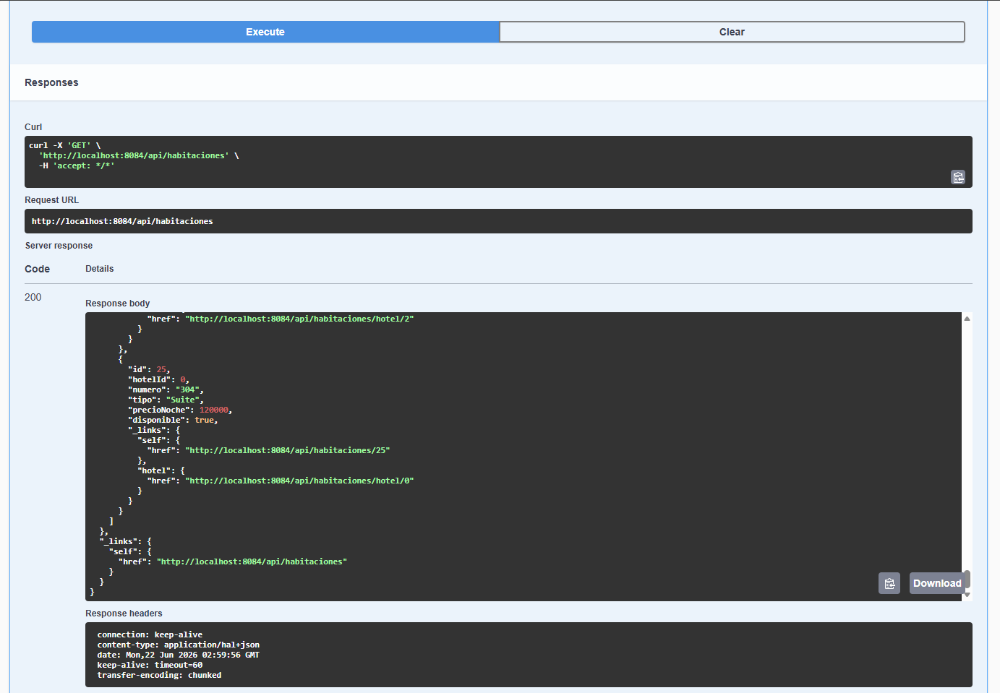 Execute
Clear
Responses
Curl
curl -X 'GET' \
  'http://localhost:8084/api/habitaciones' \
  -H 'accept: */*'
Request URL
http://localhost:8084/api/habitaciones
Server response
Code Details
200
Response body
            "href": "http://localhost:8084/api/habitaciones/hotel/2"
          }
        }
      },
      {
        "id": 25,
        "hotelId": 0,
        "numero": "304",
        "tipo": "Suite",
        "precioNoche": 120000,
        "disponible": true,
        "_links": {
          "self": {
            "href": "http://localhost:8084/api/habitaciones/25"
          },
          "hotel": {
            "href": "http://localhost:8084/api/habitaciones/hotel/0"
          }
        }
      }
    ]
  },
  "_links": {
    "self": {
      "href": "http://localhost:8084/api/habitaciones"
    }
  }
}
Download
Response headers
connection: keep-alive
content-type: application/hal+json
date: Mon,22 Jun 2026 02:59:56 GMT
keep-alive: timeout=60
transfer-encoding: chunked